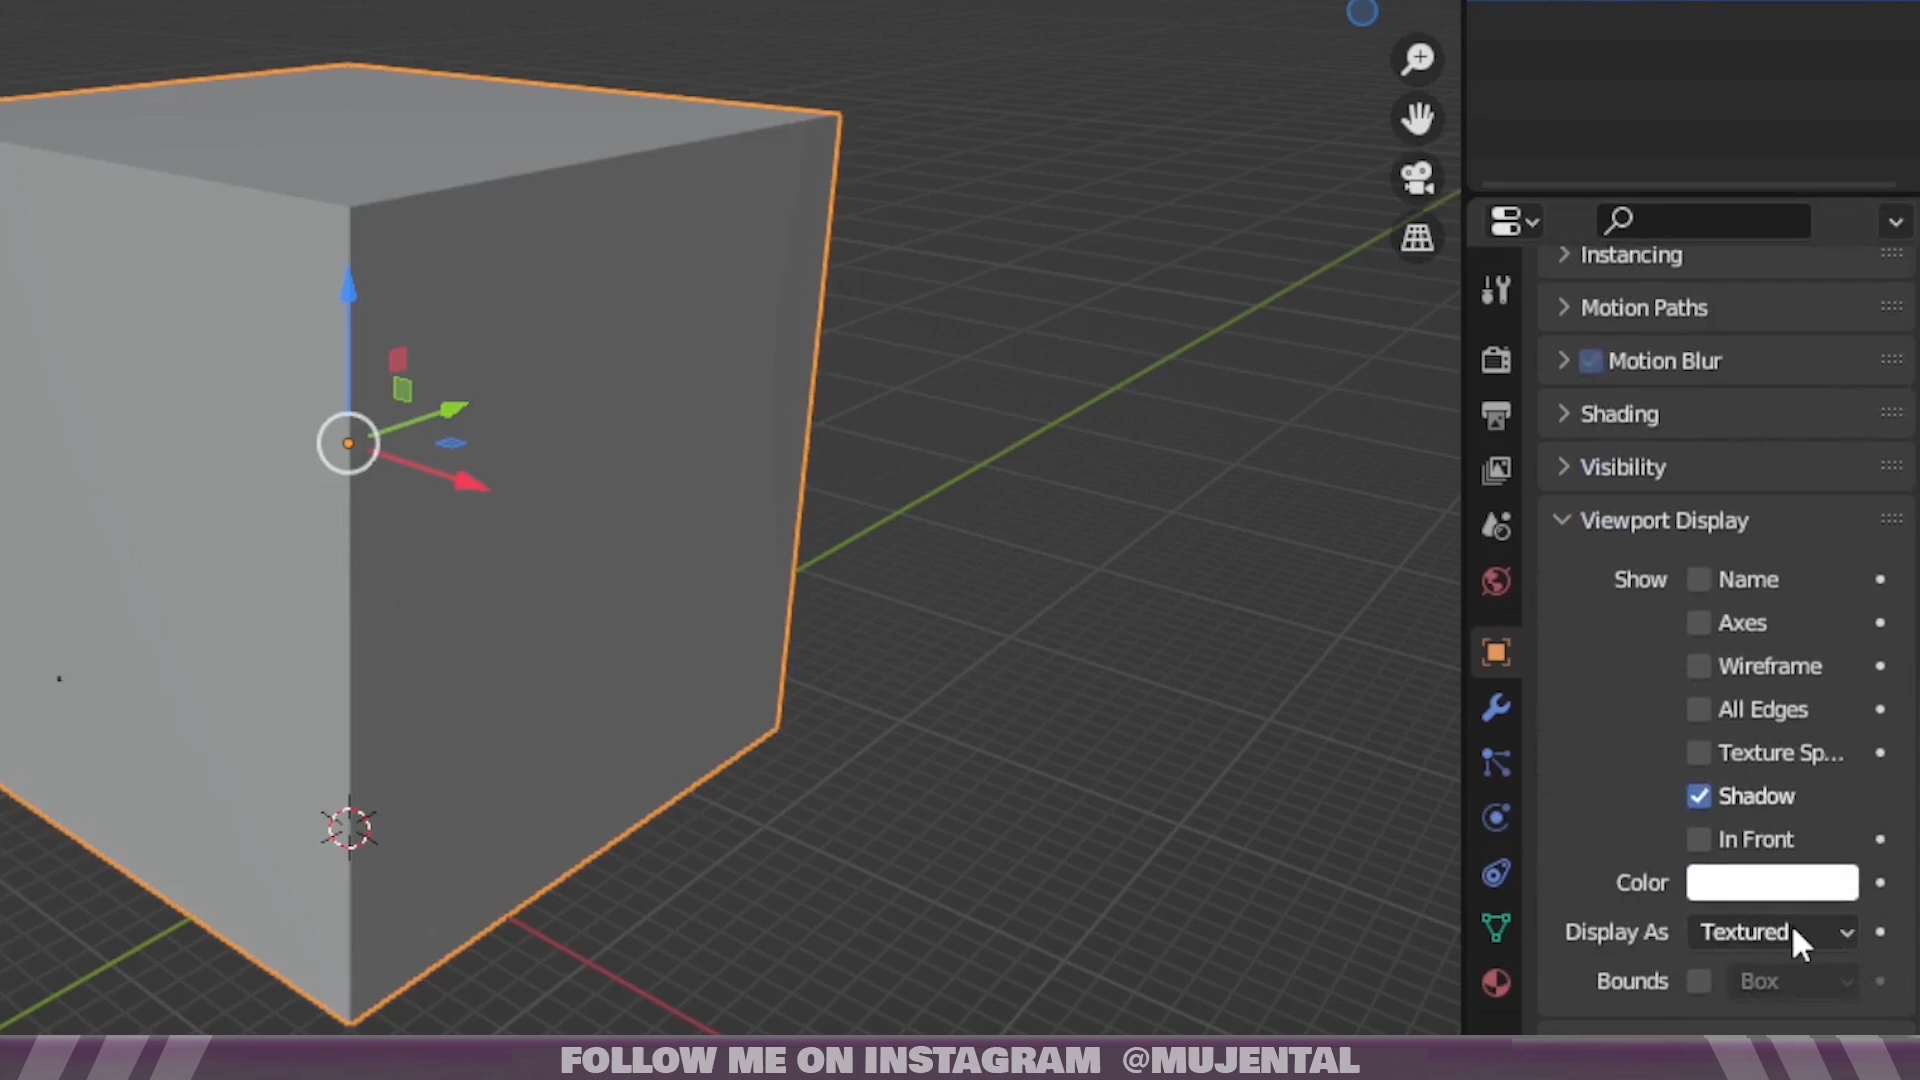 Instancing
Motion Paths
Motion Blur
Shading
Visibility
Viewport Display
Show Name
Axes
Wireframe
All Edges
Texture Sp...
Shadow
In Front
Color
Display As Textured
Bounds Box
FOLLOW ME ON INSTAGRAM @MUJENTAL